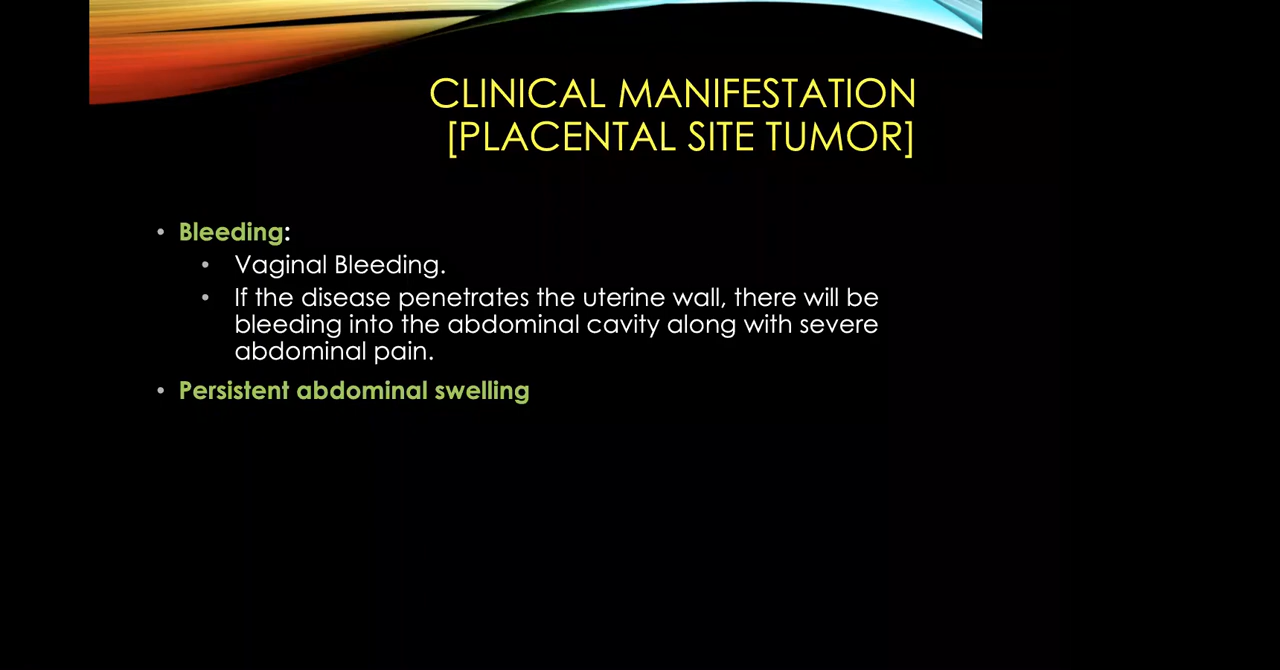 CLINICAL MANIFESTATION
[PLACENTAL SITE TUMOR]
• Bleeding:
• Vaginal Bleeding.
• If the disease penetrates the uterine wall, there will be
bleeding into the abdominal cavity along with severe
abdominal pain.
• Persistent abdominal swelling